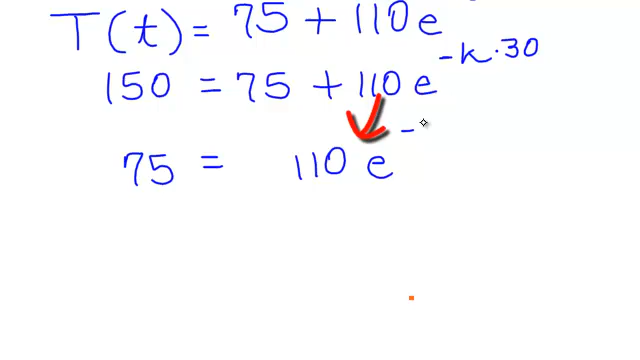 T(t) = 75 + 110e
150 = 75 + 110e^{-k·30}
75 = 110e^{-}